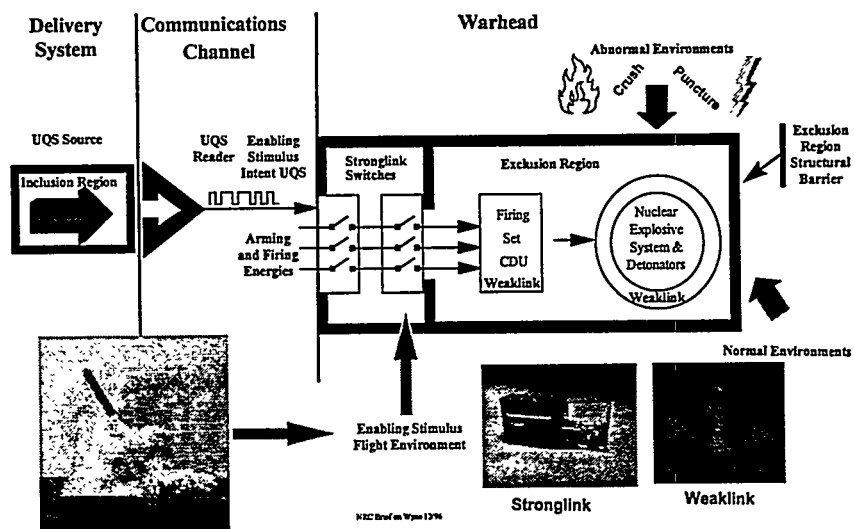 Delivery
System
Communications
Channel
Warhead
Abnormal Environments
Crush
Puncture
UQS Source
Inclusion Region
UQS
Reader
Enabling
Stimulus
Intent UQS
Stronglink
Switches
Exclusion Region
Exclusion
Region
Structural
Barrier
Arming
and Firing
Energies
Firing
Set
CDU
Weaklink
Nuclear
Explosive
System &
Detonators
Weaklink
Normal Environments
Enabling Stimulus
Flight Environment
Stronglink
Weaklink
12/96